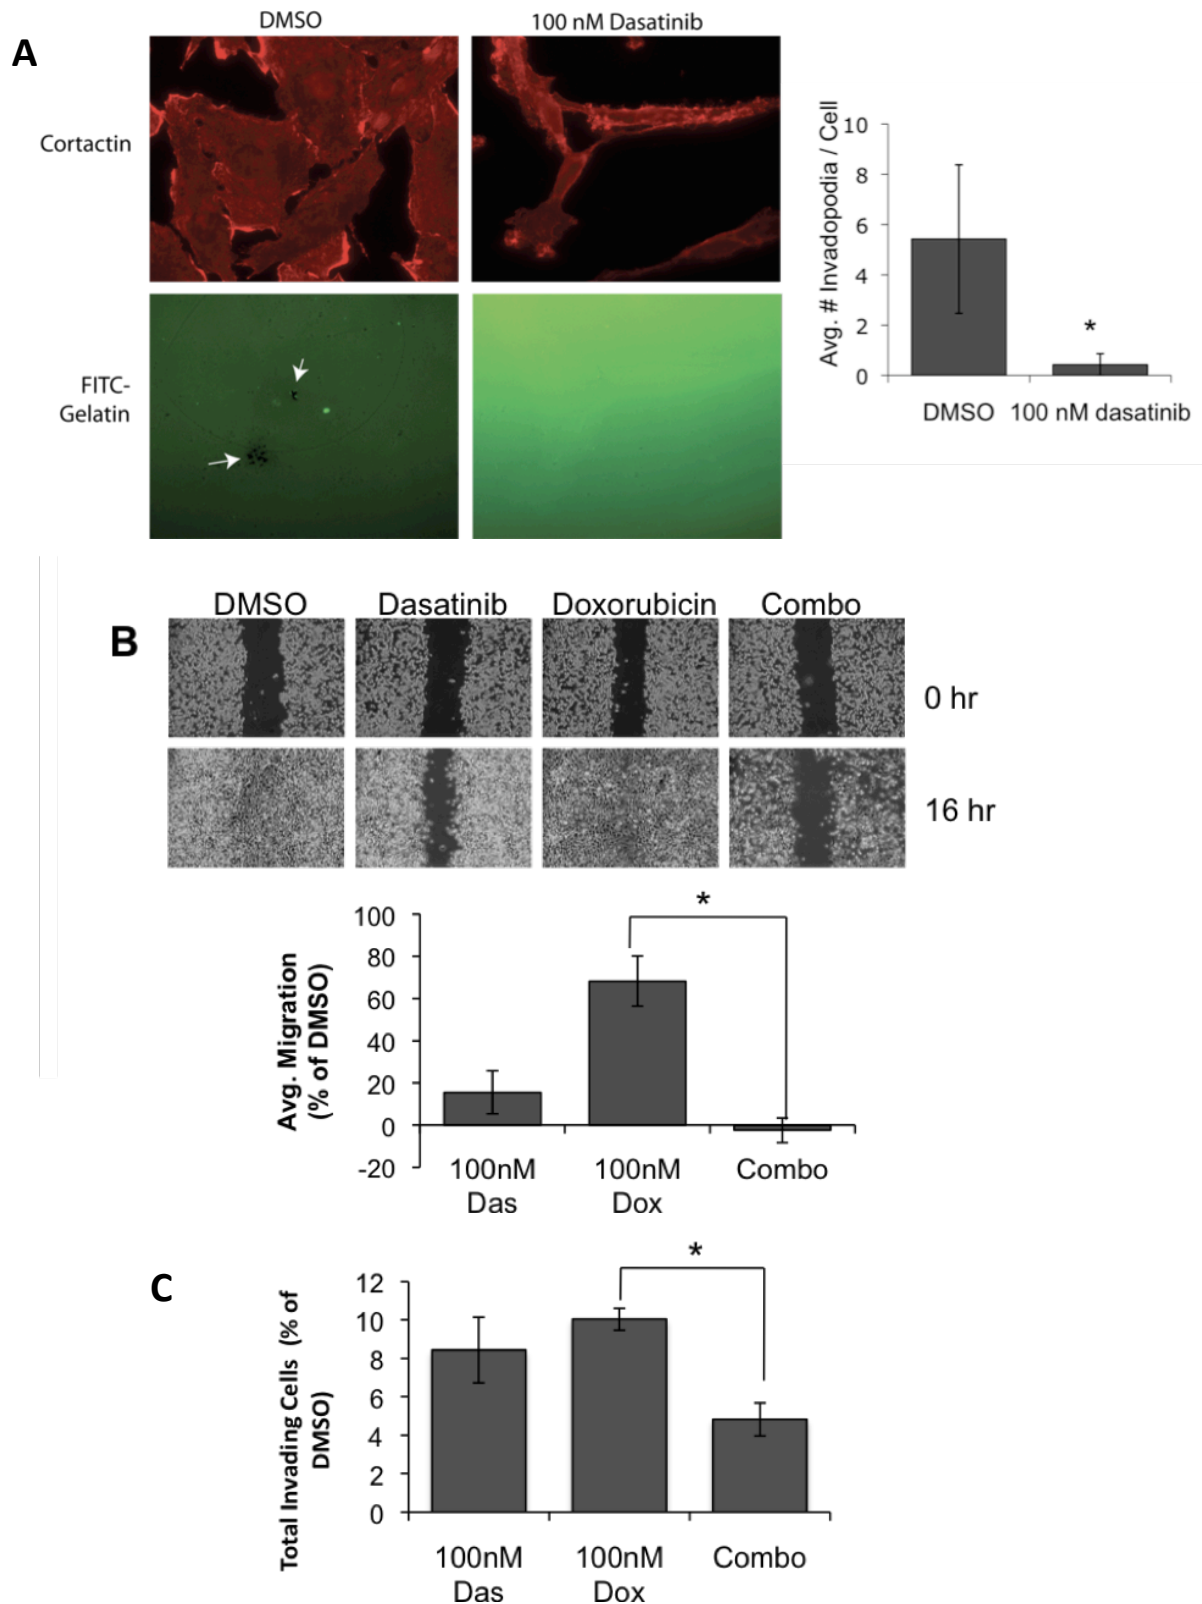 A
DMSO
100 nM Dasatinib
Cortactin
FITC-
Gelatin
Avg. # Invadopodia / Cell
10
8
6
4
2
0
*
DMSO
100 nM dasatinib
B
DMSO
Dasatinib
Doxorubicin
Combo
0 hr
16 hr
Avg. Migration
(% of DMSO)
100
80
60
40
20
0
-20
*
100nM
Das
100nM
Dox
Combo
C
Total Invading Cells (% of
DMSO)
12
10
8
6
4
2
0
*
100nM
Das
100nM
Dox
Combo